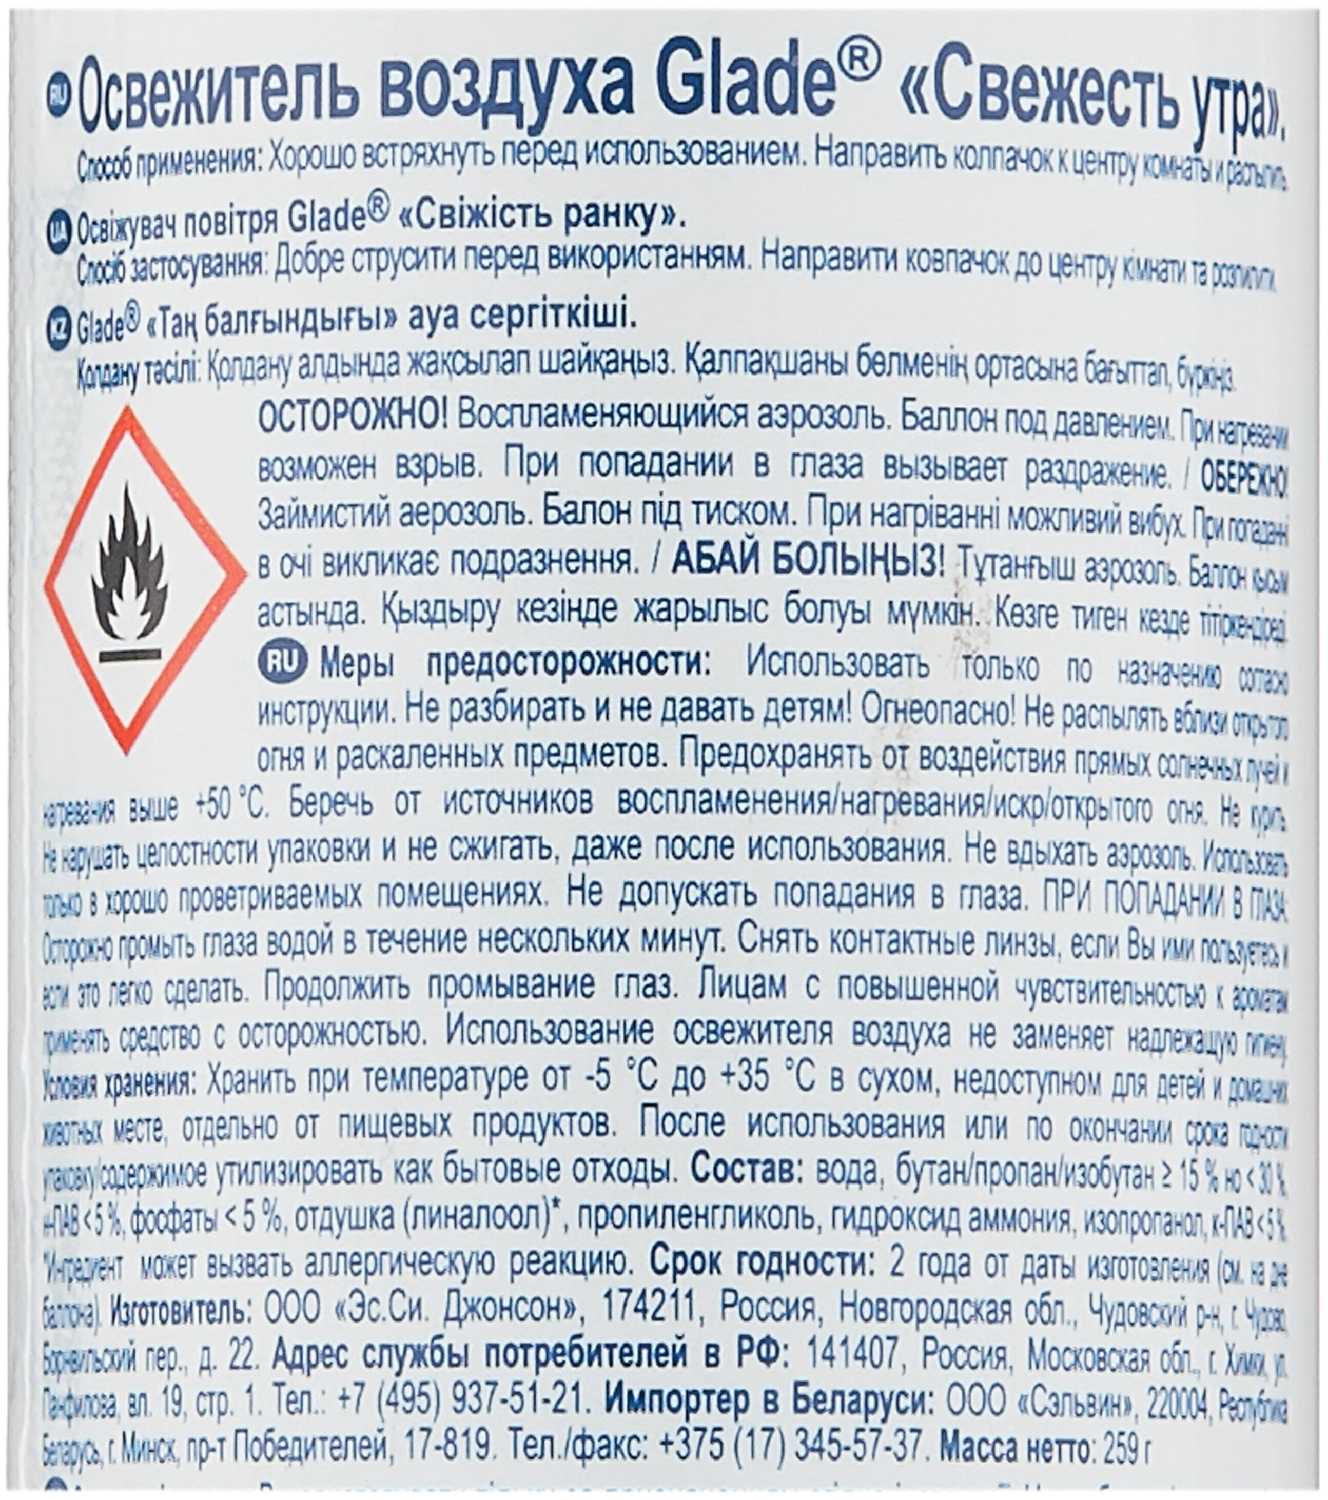 RU Освежитель воздуха Glade® «Свежесть утра».
Способ применения: Хорошо встряхнуть перед использованием. Направить колпачок к центру комнаты и распылить.
UA Освіжувач повітря Glade® «Свіжість ранку».
Спосіб застосування: Добре струсити перед використанням. Направити ковпачок до центру кімнати та розпилити.
KZ Glade® «Таң балғындығы» ауа сергіткіші.
Қолдану тәсілі: Қолдану алдында жақсылап шайқаңыз. Қалпақшаны бөлменің ортасына бағыттап, бүркіңіз.
ОСТОРОЖНО! Воспламеняющийся аэрозоль. Баллон под давлением. При нагревании
возможен взрыв. При попадании в глаза вызывает раздражение. / ОБЕРЕЖНО!
Займистий аерозоль. Балон під тиском. При нагріванні можливий вибух. При попаданні
в очі викликає подразнення. / АБАЙ БОЛЫҢЫЗ! Тұтанғыш аэрозоль. Баллон қысым
астында. Қыздыру кезінде жарылыс болуы мүмкін. Көзге тиген кезде тітіркендіреді.
RU Меры предосторожности: Использовать только по назначению согласно
инструкции. Не разбирать и не давать детям! Огнеопасно! Не распылять вблизи открытого
огня и раскаленных предметов. Предохранять от воздействия прямых солнечных лучей и
нагревания выше +50 °C. Беречь от источников воспламенения/нагревания/искр/открытого огня. Не курить.
Не нарушать целостности упаковки и не сжигать, даже после использования. Не вдыхать аэрозоль. Использовать
только в хорошо проветриваемых помещениях. Не допускать попадания в глаза. ПРИ ПОПАДАНИИ В ГЛАЗА:
Осторожно промыть глаза водой в течение нескольких минут. Снять контактные линзы, если Вы ими пользуетесь и
если это легко сделать. Продолжить промывание глаз. Лицам с повышенной чувствительностью к ароматам
применять средство с осторожностью. Использование освежителя воздуха не заменяет надлежащую гигиену.
Условия хранения: Хранить при температуре от -5 °C до +35 °C в сухом, недоступном для детей и домашних
животных месте, отдельно от пищевых продуктов. После использования или по окончании срока годности
упаковку/содержимое утилизировать как бытовые отходы. Состав: вода, бутан/пропан/изобутан ≥ 15 % но < 30 %,
н-ПАВ < 5 %, фосфаты < 5 %, отдушка (линалоол)*, пропиленгликоль, гидроксид аммония, изопропанол, к-ПАВ < 5 %.
*Ингредиент может вызвать аллергическую реакцию. Срок годности: 2 года от даты изготовления (см. на дне
баллона). Изготовитель: ООО «Эс.Си. Джонсон», 174211, Россия, Новгородская обл., Чудовский р-н, г. Чудово,
Борнвильский пер., д. 22. Адрес службы потребителей в РФ: 141407, Россия, Московская обл., г. Химки, ул.
Панфилова, вл. 19, стр. 1. Тел.: +7 (495) 937-51-21. Импортер в Беларуси: ООО «Сэльвин», 220004, Республика
Беларусь, г. Минск, пр-т Победителей, 17-819. Тел./факс: +375 (17) 345-57-37. Масса нетто: 259 г